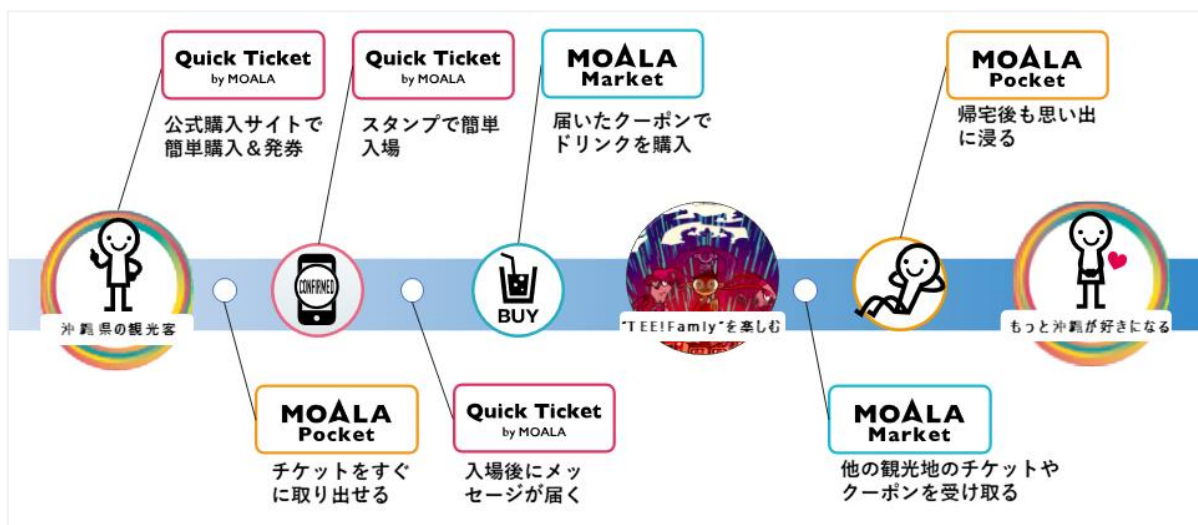 Quick Ticket
by MOALA
公式購入サイトで
簡単購入＆発券
Quick Ticket
by MOALA
スタンプで簡単
入場
MOALA
Market
届いたクーポンで
ドリンクを購入
MOALA
Pocket
帰宅後も思い出
に浸る
沖縄県の観光客
CONFIRMED
BUY
"TEE!Famly"を楽しむ
もっと沖縄が好きになる
MOALA
Pocket
チケットをすぐ
に取り出せる
Quick Ticket
by MOALA
入場後にメッ
セージが届く
MOALA
Market
他の観光地のチケットや
クーポンを受け取る